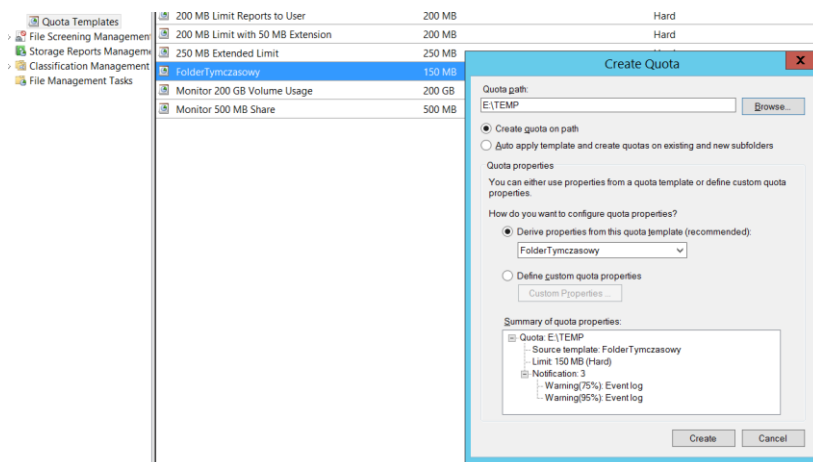 Quota Templates
File Screening Managemen
Storage Reports Managem
Classification Management
File Management Tasks
200 MB Limit Reports to User 200 MB Hard
200 MB Limit with 50 MB Extension 200 MB Hard
250 MB Extended Limit 250 MB
FolderTymczasowy 150 MB
Monitor 200 GB Volume Usage 200 GB
Monitor 500 MB Share 500 MB
Create Quota
x
Quota path:
E:\TEMP
Browse...
Create quota on path
Auto apply template and create quotas on existing and new subfolders
Quota properties
You can either use properties from a quota template or define custom quota
properties.
How do you want to configure quota properties?
Derive properties from this quota template (recommended):
FolderTymczasowy
Define custom quota properties
Custom Properties ...
Summary of quota properties:
Quota: E:\TEMP
Source template: FolderTymczasowy
Limit: 150 MB (Hard)
Notification: 3
Warning(75%): Event log
Warning(95%): Event log
Create Cancel